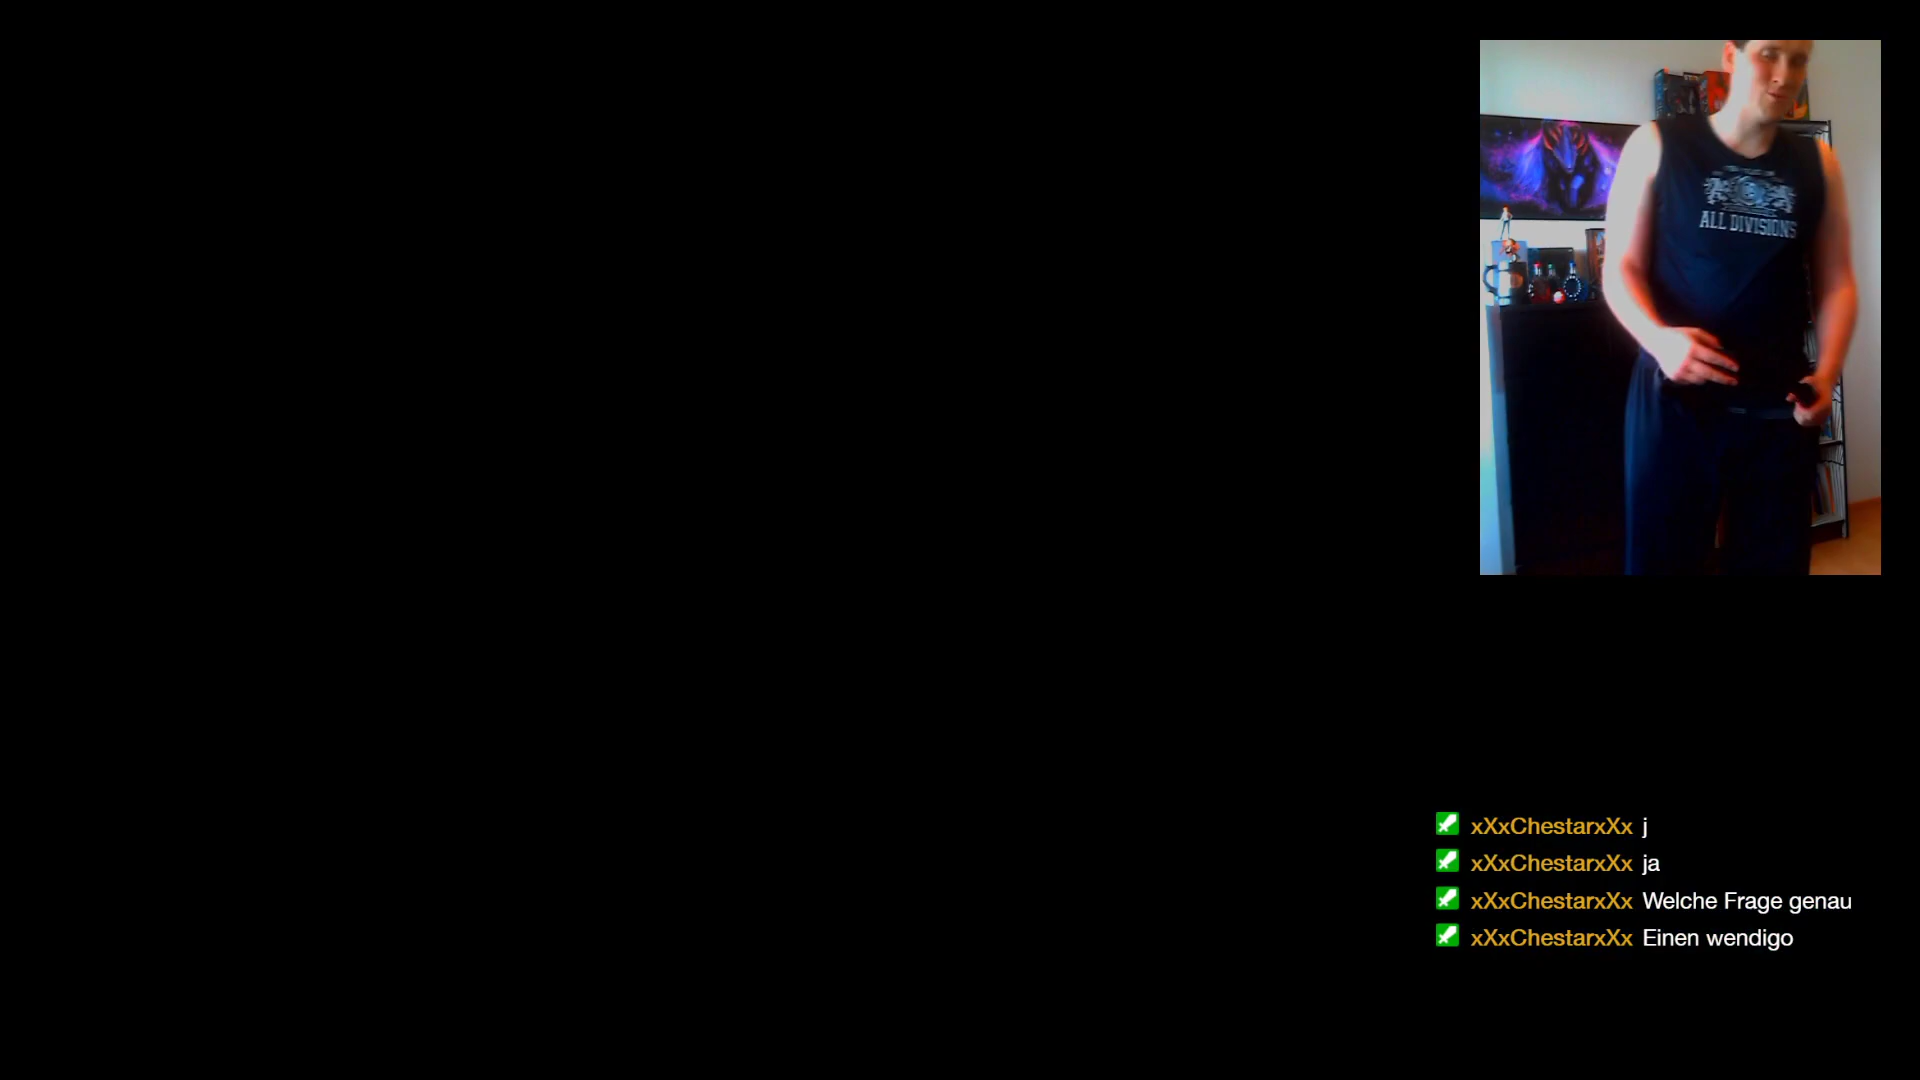 ALL DIVISIONS
xXxChestarxXx j
xXxChestarxXx ja
xXxChestarxXx Welche Frage genau
xXxChestarxXx Einen wendigo